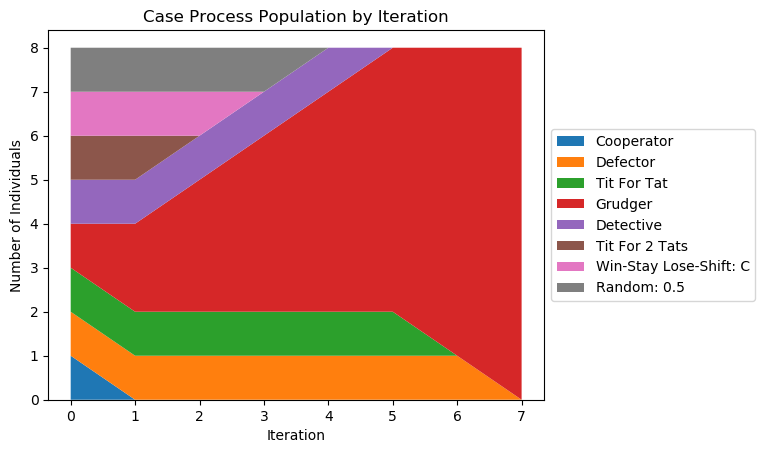 Case Process Population by Iteration
Number of Individuals
8
7
6
5
4
3
2
1
0
0 1 2 3 4 5 6 7
Iteration
Cooperator
Defector
Tit For Tat
Grudger
Detective
Tit For 2 Tats
Win-Stay Lose-Shift: C
Random: 0.5